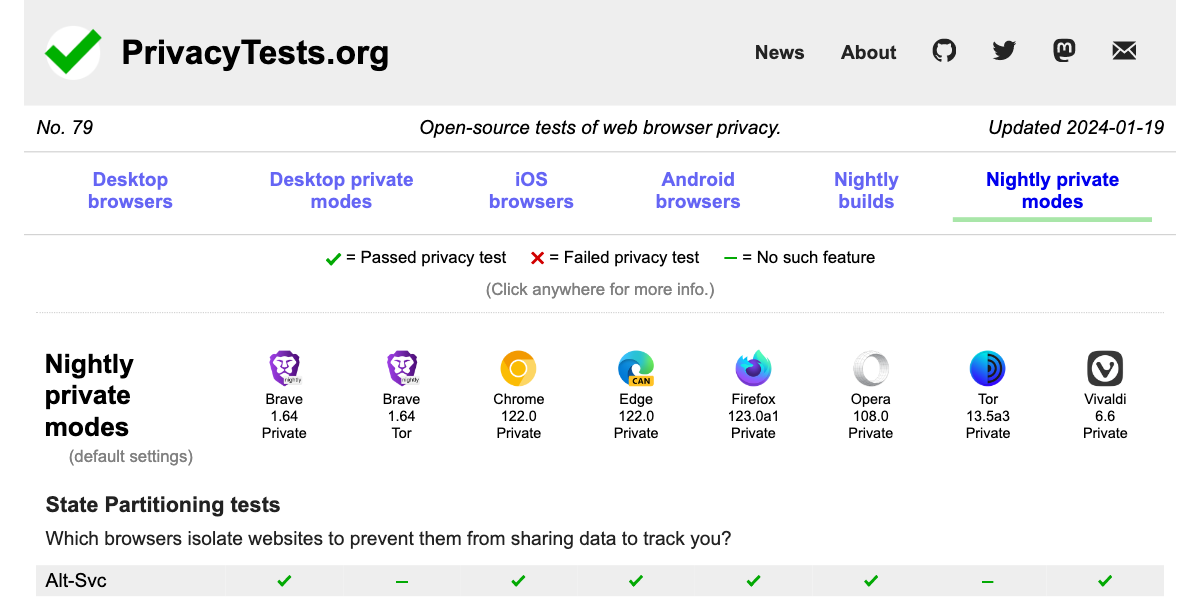 PrivacyTests.org
News About
No. 79 Open-source tests of web browser privacy. Updated 2024-01-19
Desktop browsers
Desktop private modes
iOS browsers
Android browsers
Nightly builds
Nightly private modes
✓ = Passed privacy test ✕ = Failed privacy test − = No such feature
(Click anywhere for more info.)
Nightly
private
modes
(default settings)
nightly
Brave
1.64
Private
nightly
Brave
1.64
Tor
Chrome
122.0
Private
CAN
Edge
122.0
Private
Firefox
123.0a1
Private
Opera
108.0
Private
Tor
13.5a3
Private
Vivaldi
6.6
Private
State Partitioning tests
Which browsers isolate websites to prevent them from sharing data to track you?
Alt-Svc ✓ − ✓ ✓ ✓ ✓ − ✓